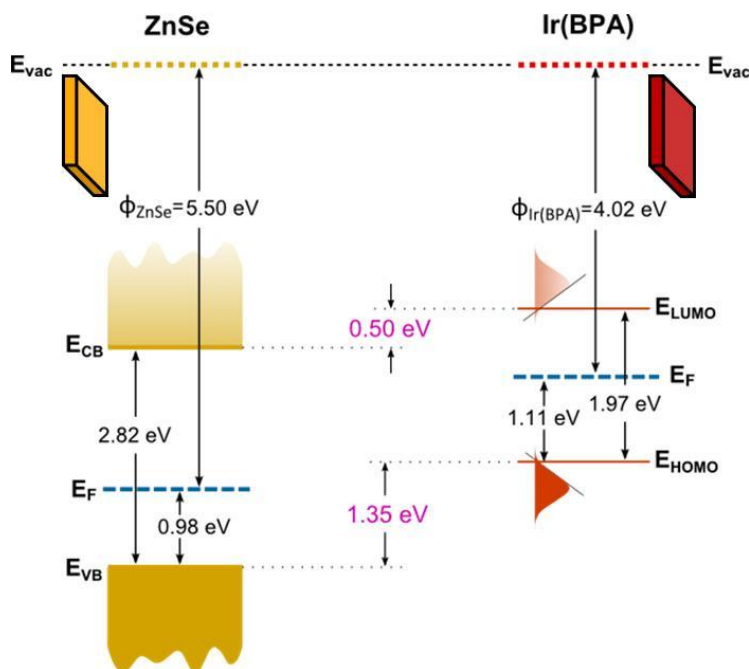 ZnSe
Ir(BPA)
Evac
Evac
ϕZnSe=5.50 eV
ϕIr(BPA)=4.02 eV
0.50 eV
ELUMO
ECB
EF
2.82 eV
1.11 eV
1.97 eV
EHOMO
EF
0.98 eV
1.35 eV
EVB